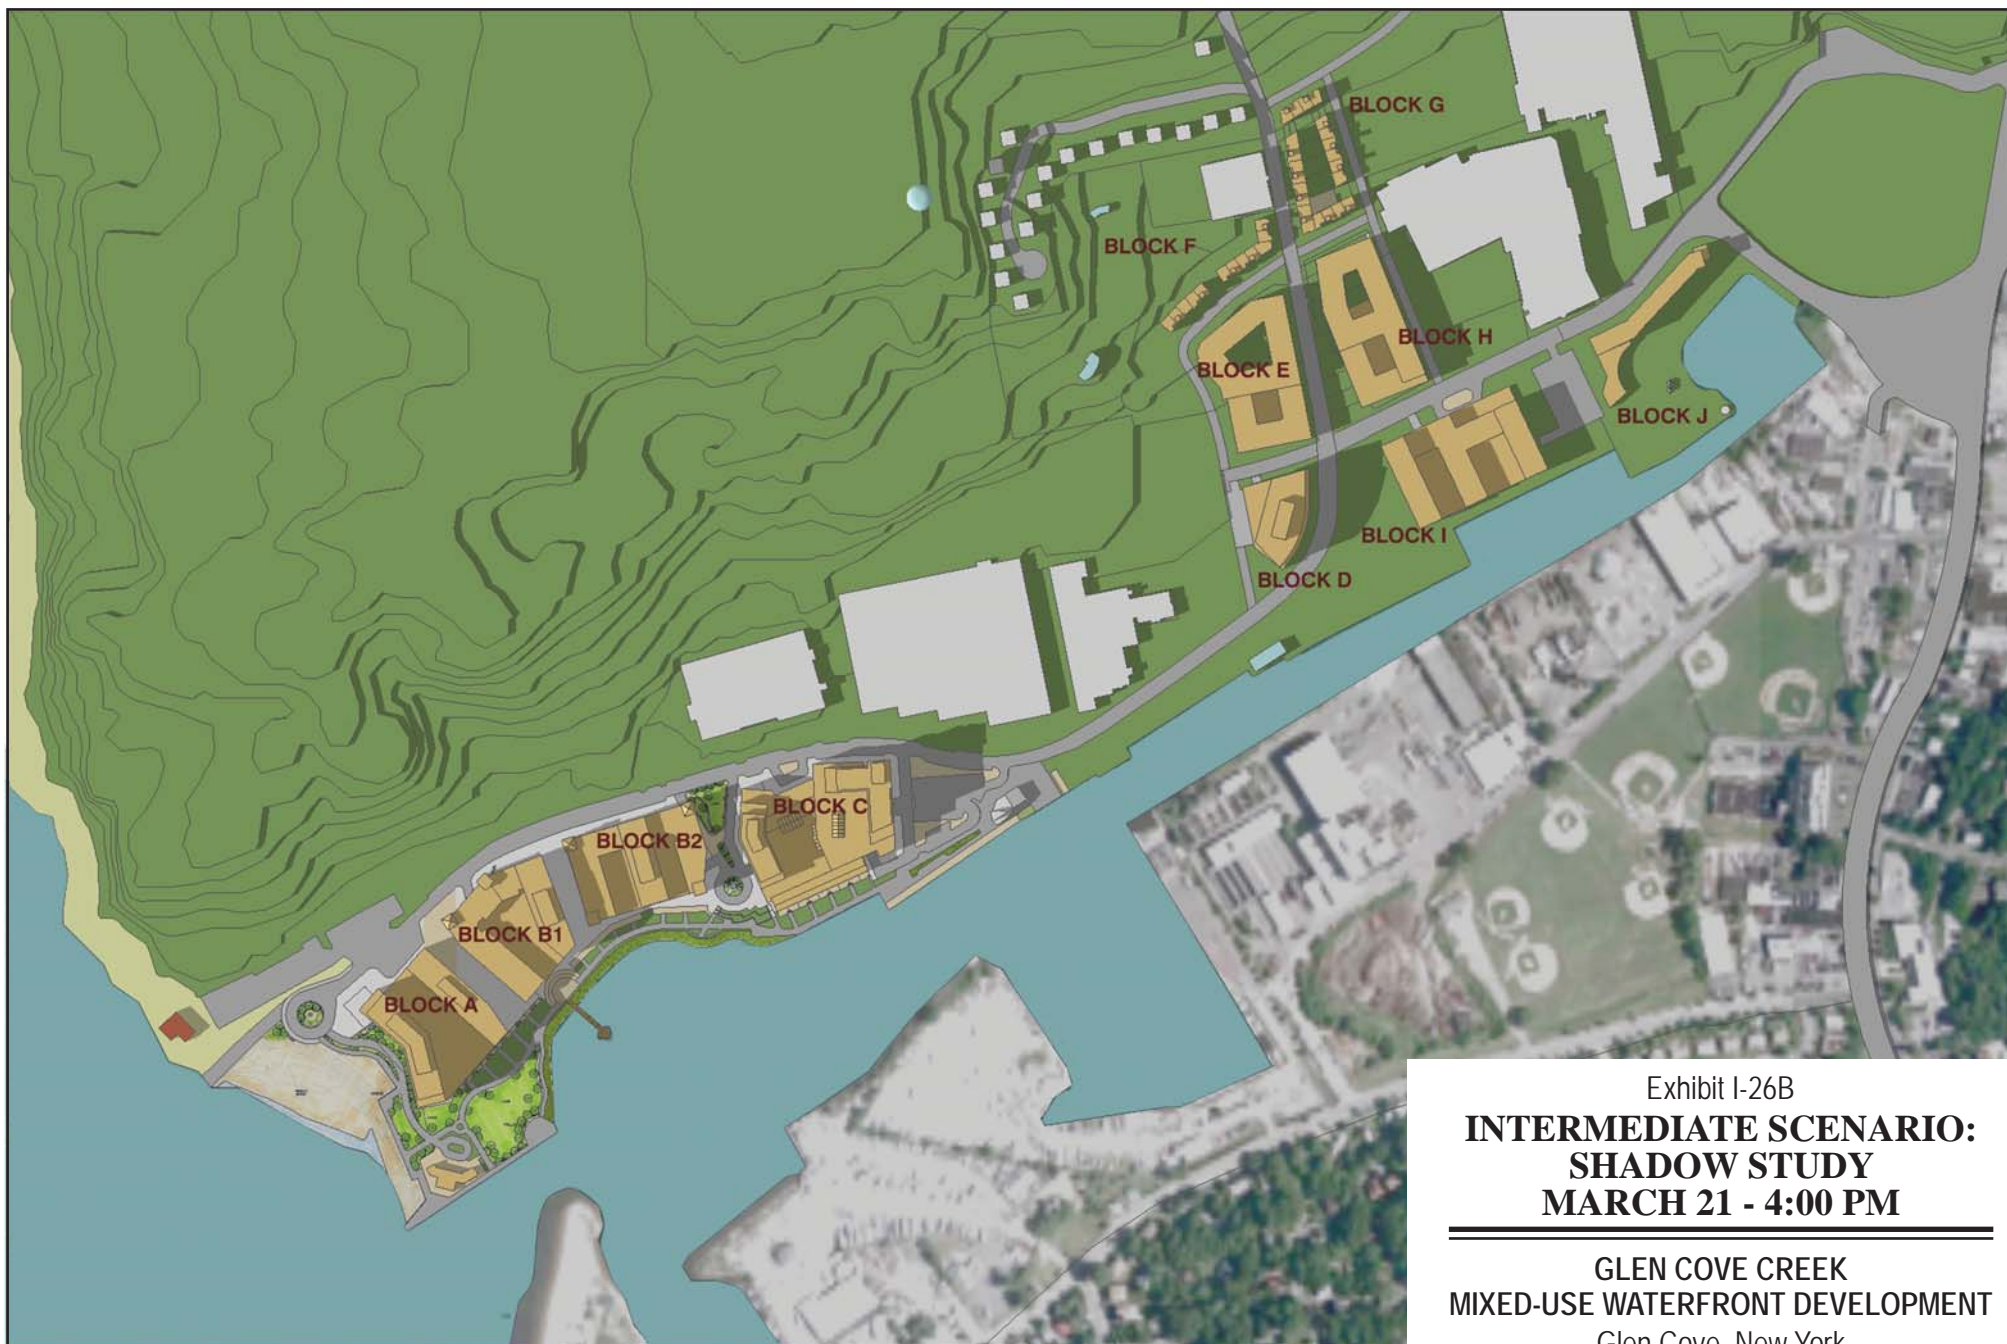 BLOCK G
BLOCK F
BLOCK H
BLOCK E
BLOCK J
BLOCK I
BLOCK D
BLOCK C
BLOCK B2
BLOCK B1
BLOCK A
Exhibit I-26B
INTERMEDIATE SCENARIO:
SHADOW STUDY
MARCH 21 - 4:00 PM
GLEN COVE CREEK
MIXED-USE WATERFRONT DEVELOPMENT
Glen Cove, New York